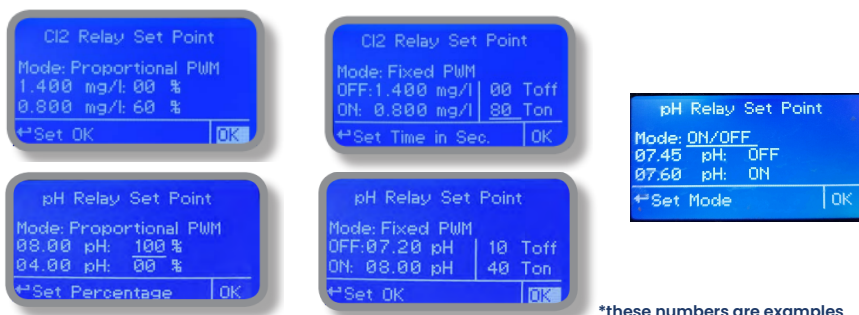 Cl2 Relay Set Point
Mode: Proportional PWM
1.400 mg/l: 00 %
0.800 mg/l: 60 %
↵Set OK OK
Cl2 Relay Set Point
Mode: Fixed PWM
OFF:1.400 mg/l 00 Toff
ON: 0.800 mg/l 80 Ton
↵Set Time in Sec. OK
pH Relay Set Point
Mode: ON/OFF
07.45 pH: OFF
07.60 pH: ON
↵Set Mode OK
pH Relay Set Point
Mode: Proportional PWM
08.00 pH: 100 %
04.00 pH: 00 %
↵Set Percentage OK
pH Relay Set Point
Mode: Fixed PWM
OFF:07.20 pH 10 Toff
ON: 08.00 pH 40 Ton
↵Set OK OK
*these numbers are examples